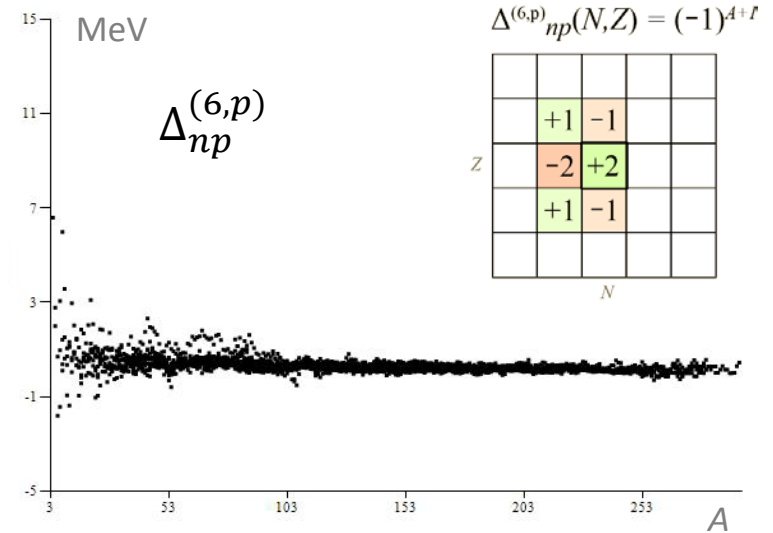 15
MeV
Δ^{(6,p)}_{np}(N,Z) = (−1)^{A+
11
Δ_{np}^{(6,p)}
+1 −1
Z −2 +2
7
+1 −1
N
3
-1
-5
3 53 103 153 203 253
A